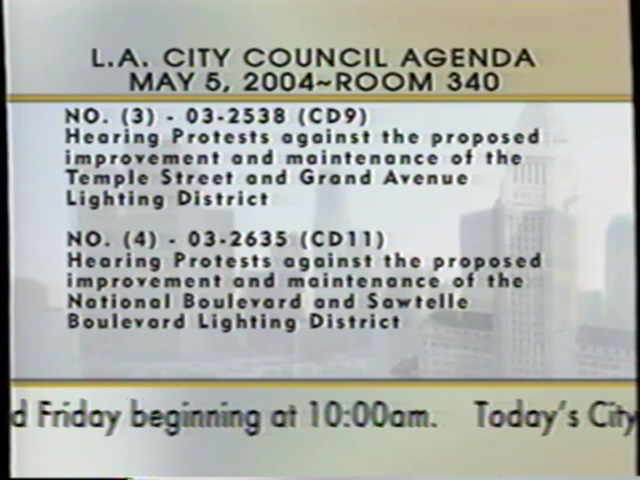 L.A. CITY COUNCIL AGENDA
MAY 5, 2004~ROOM 340
NO. (3) - 03-2538 (CD9)
Hearing Protests against the proposed
improvement and maintenance of the
Temple Street and Grand Avenue
Lighting District
NO. (4) - 03-2635 (CD11)
Hearing Protests against the proposed
improvement and maintenance of the
National Boulevard and Sawtelle
Boulevard Lighting District
d Friday beginning at 10:00am. Today's City